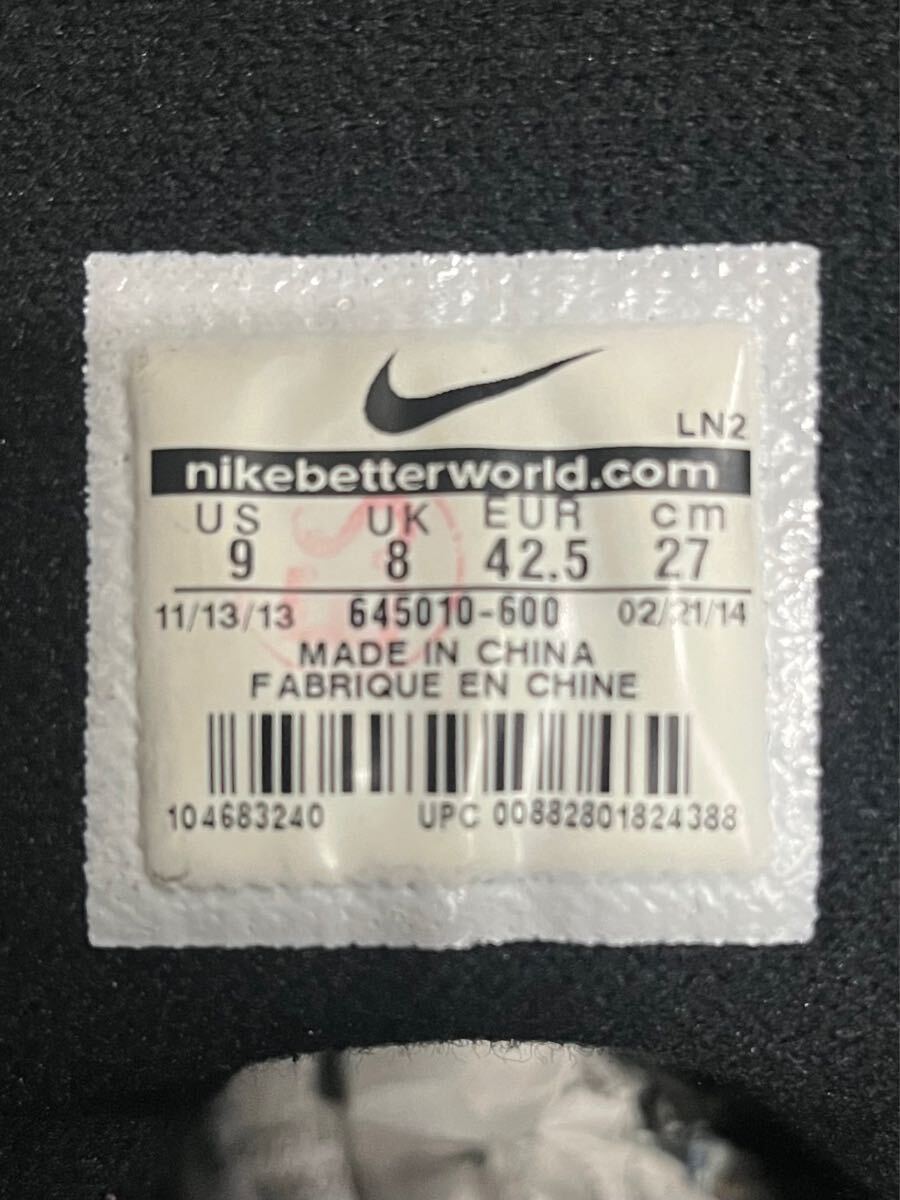 LN2
nikebetterworld.com
US UK EUR cm
9 8 42.5 27
11/13/13 645010-600 02/21/14
MADE IN CHINA
FABRIQUE EN CHINE
104683240 UPC 00882801824388